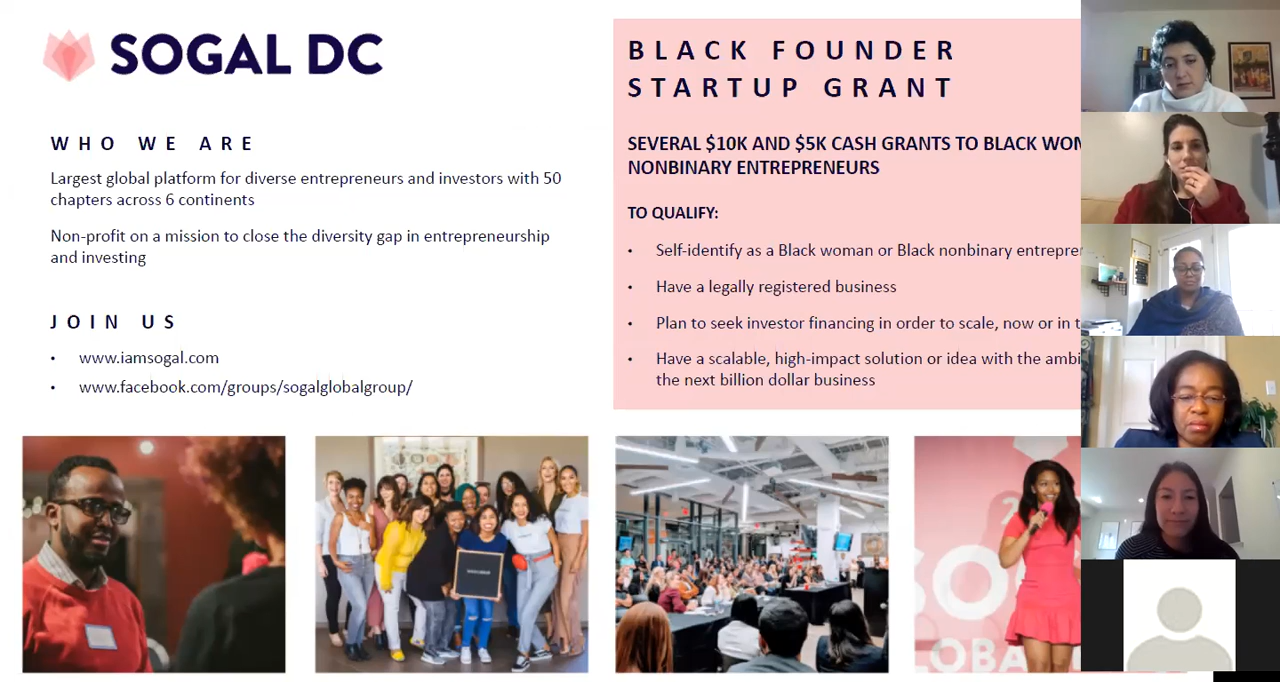 SOGAL DC
WHO WE ARE
Largest global platform for diverse entrepreneurs and investors with 50
chapters across 6 continents
Non-profit on a mission to close the diversity gap in entrepreneurship
and investing
JOIN US
• www.iamsogal.com
• www.facebook.com/groups/sogalglobalgroup/
BLACK FOUNDER
STARTUP GRANT
SEVERAL $10K AND $5K CASH GRANTS TO BLACK
NONBINARY ENTREPRENEURS
TO QUALIFY:
• Self-identify as a Black woman or Black nonbinary
• Have a legally registered business
• Plan to seek investor financing in order to scale, now or in
• Have a scalable, high-impact solution or idea with the
the next billion dollar business